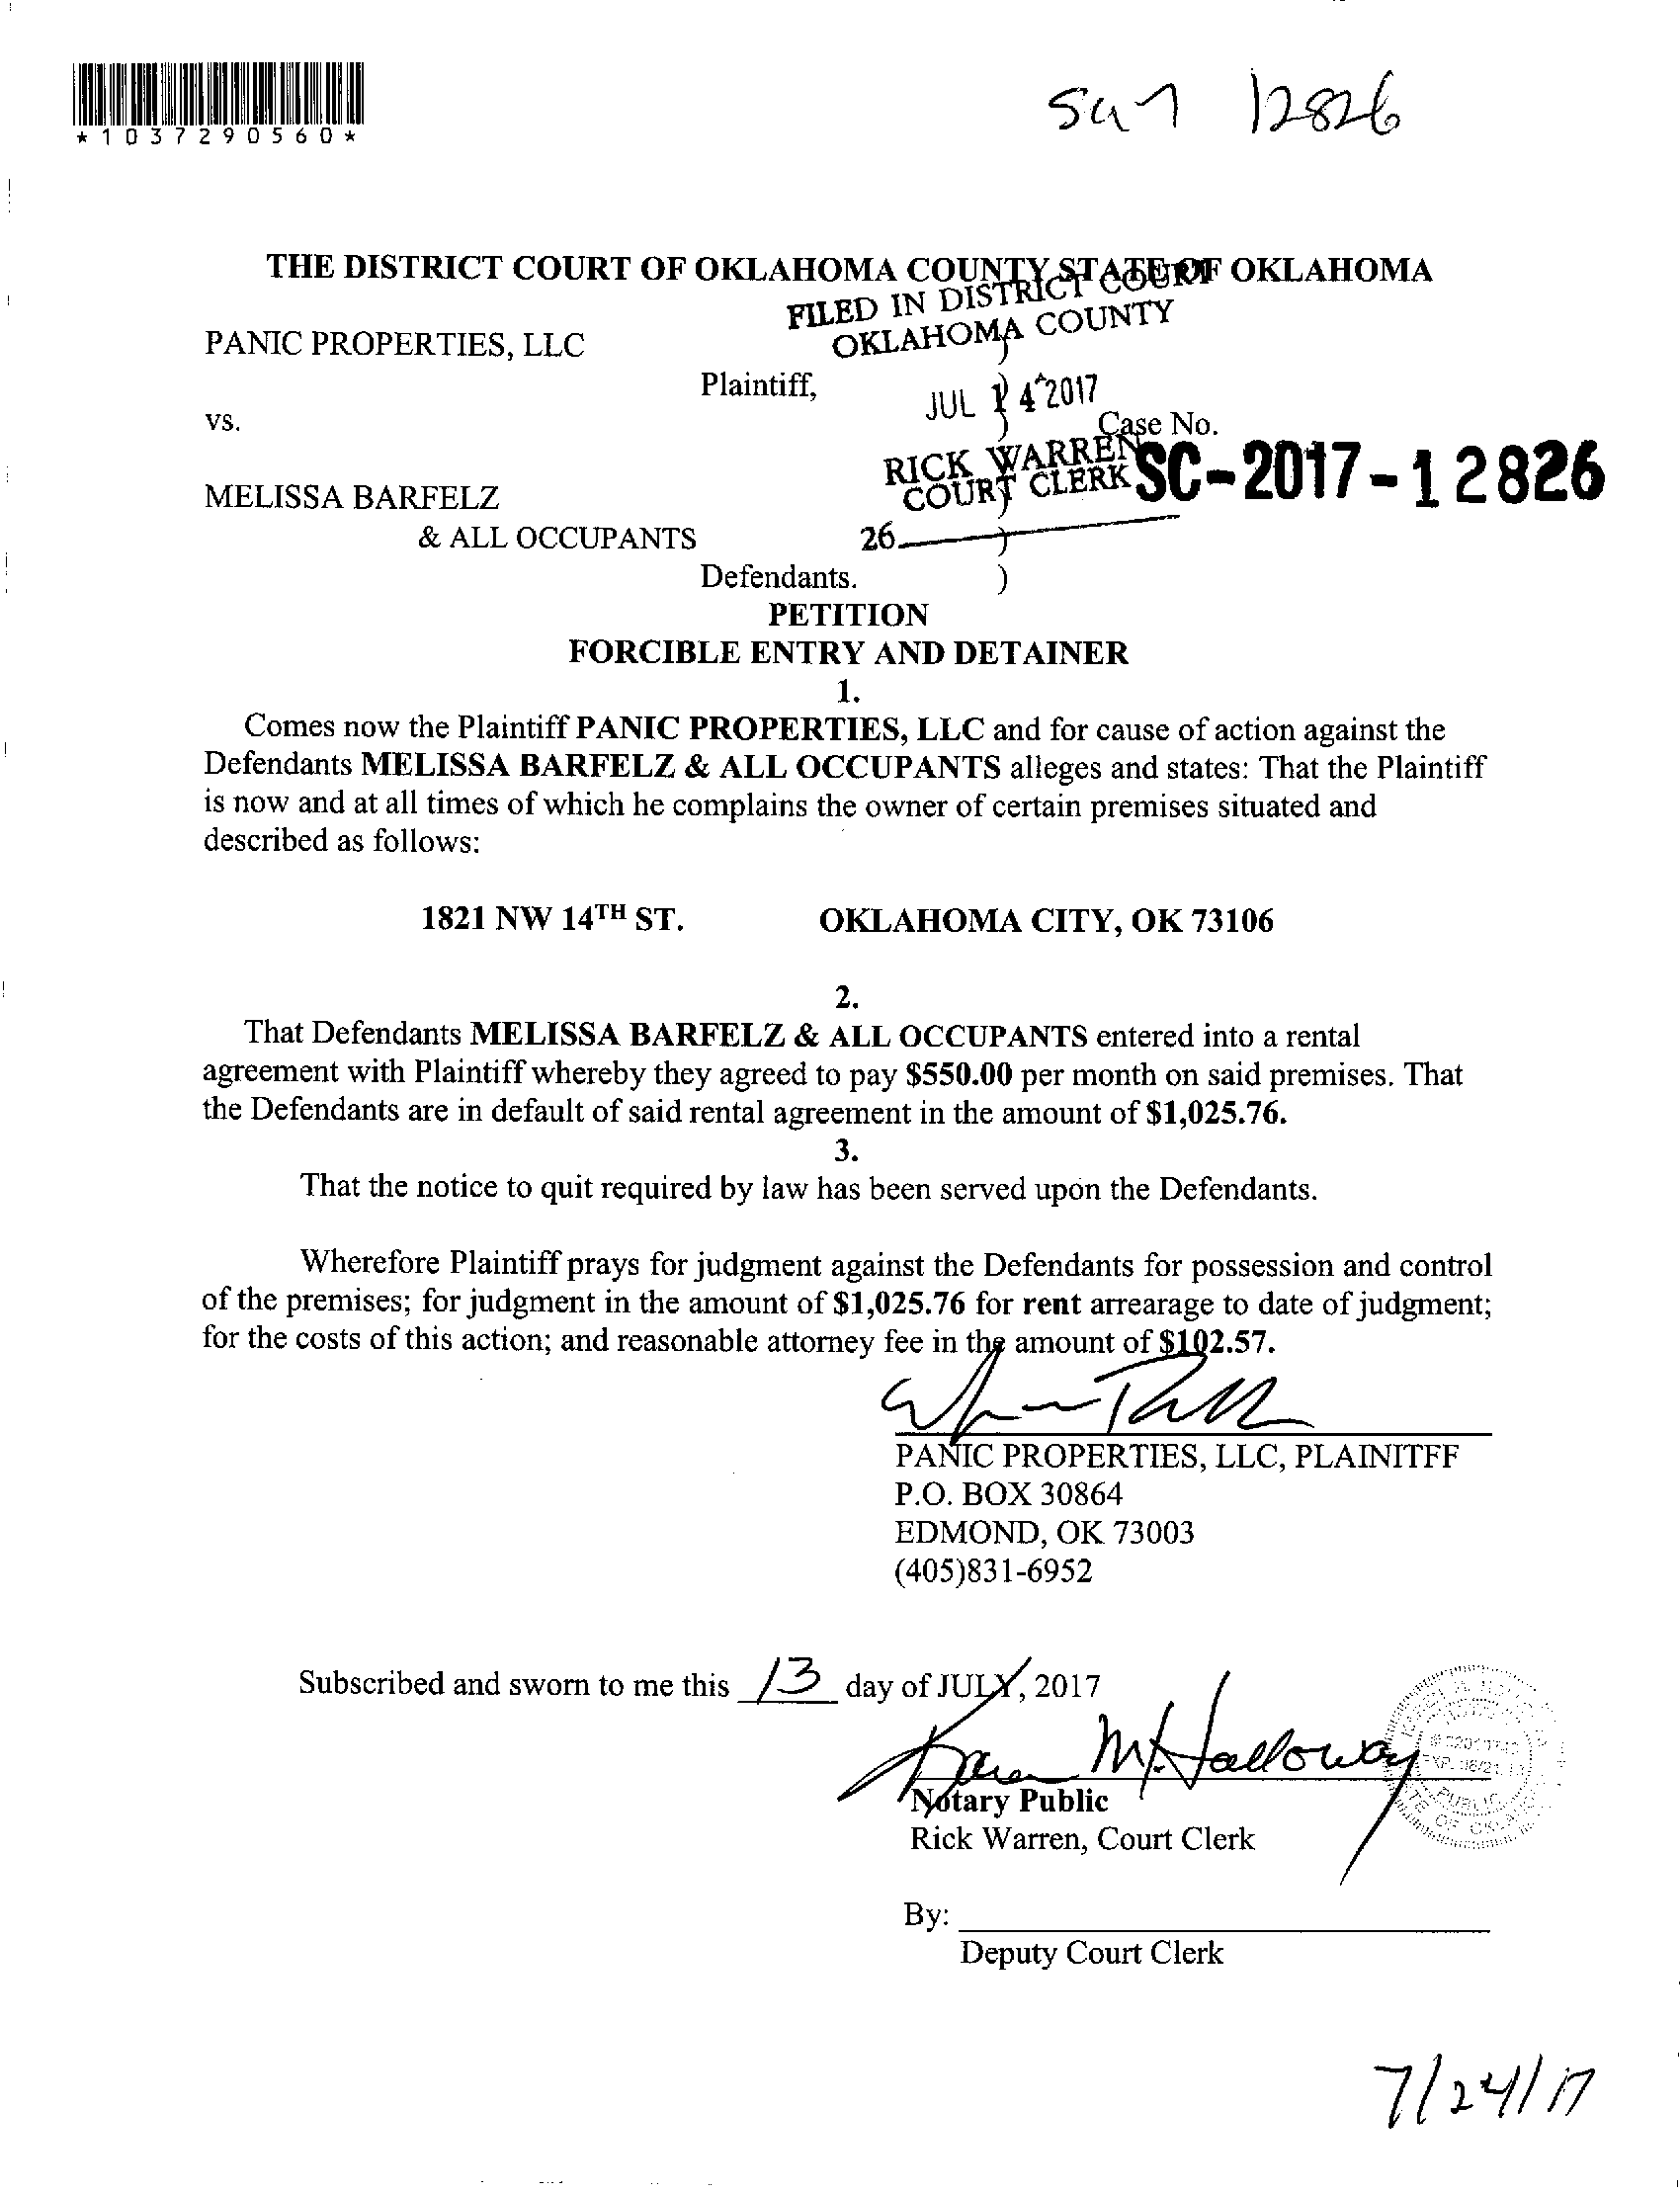 *1037290560*
12826
THE DISTRICT COURT OF OKLAHOMA COUNTY STATE OF OKLAHOMA
FILED IN DISTRICT COURT
OKLAHOMA COUNTY
PANIC PROPERTIES, LLC )
Plaintiff, )
JUL 14 2017
vs. ) Case No.
RICK WARREN
COURT CLERK
SC-2017-12826
MELISSA BARFELZ )
& ALL OCCUPANTS )
26
Defendants. )
PETITION
FORCIBLE ENTRY AND DETAINER
1.
Comes now the Plaintiff PANIC PROPERTIES, LLC and for cause of action against the
Defendants MELISSA BARFELZ & ALL OCCUPANTS alleges and states: That the Plaintiff
is now and at all times of which he complains the owner of certain premises situated and
described as follows:
1821 NW 14TH ST. OKLAHOMA CITY, OK 73106
2.
That Defendants MELISSA BARFELZ & ALL OCCUPANTS entered into a rental
agreement with Plaintiff whereby they agreed to pay $550.00 per month on said premises. That
the Defendants are in default of said rental agreement in the amount of $1,025.76.
3.
That the notice to quit required by law has been served upon the Defendants.
Wherefore Plaintiff prays for judgment against the Defendants for possession and control
of the premises; for judgment in the amount of $1,025.76 for rent arrearage to date of judgment;
for the costs of this action; and reasonable attorney fee in the amount of $102.57.
PANIC PROPERTIES, LLC, PLAINITFF
P.O. BOX 30864
EDMOND, OK 73003
(405)831-6952
Subscribed and sworn to me this 13 day of JULY, 2017
Karen M Holloway
Notary Public
Rick Warren, Court Clerk
By:
Deputy Court Clerk
7/24/17